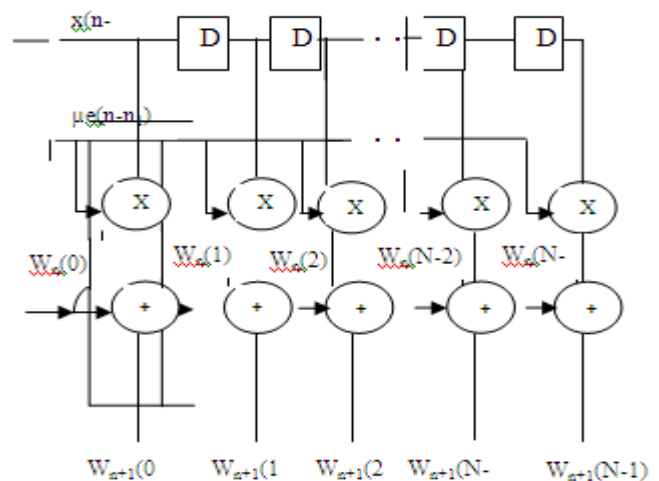 x(n-
D D . . D D
μe(n-n1)
. .
X X X X X
Wn(0) Wn(1) Wn(2) Wn(N-2) Wn(N-
+ + + + +
Wn+1(0 Wn+1(1 Wn+1(2 Wn+1(N- Wn+1(N-1)